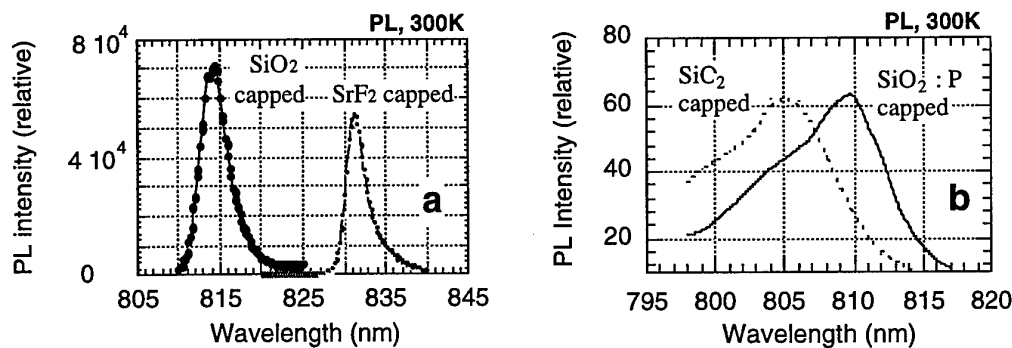 PL, 300K
8 10⁴
4 10⁴
0
PL intensity (relative)
SiO₂
capped
SrF₂ capped
a
805 815 825 835 845
Wavelength (nm)
PL, 300K
80
60
40
20
PL Intensity (relative)
SiC₂
capped
SiO₂ : P
capped
b
795 800 805 810 815 820
Wavelength (nm)